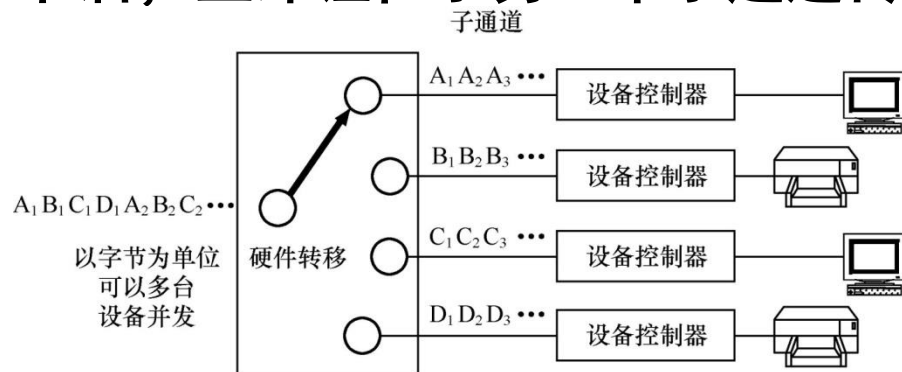 子通道
A₁ A₂ A₃ •••
设备控制器
B₁ B₂ B₃ •••
设备控制器
A₁ B₁ C₁ D₁ A₂ B₂ C₂ •••
C₁ C₂ C₃ •••
设备控制器
以字节为单位
可以多台
设备并发
硬件转移
D₁ D₂ D₃ •••
设备控制器